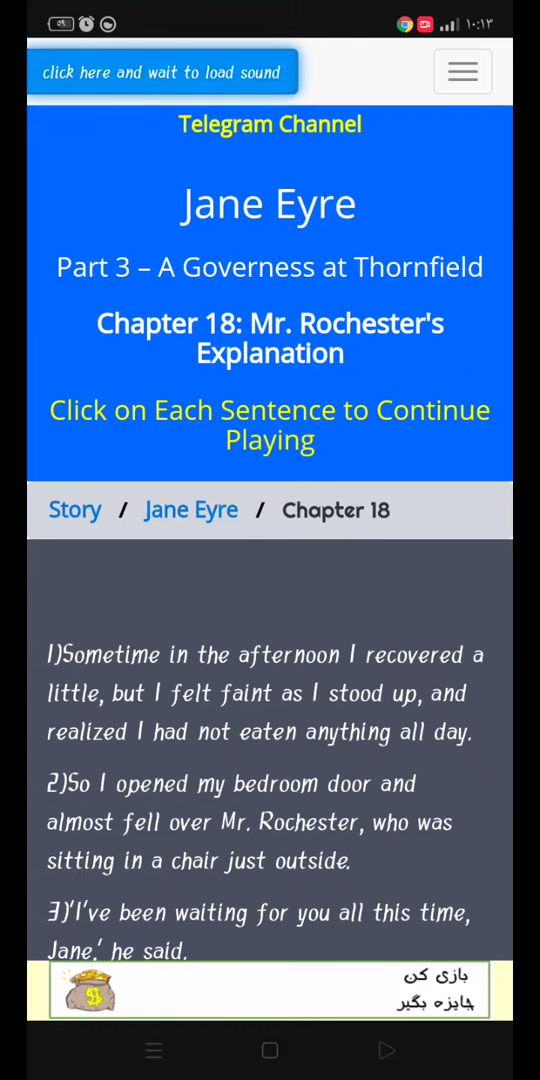 ۵۹
۱۰:۱۳
click here and wait to load sound
Telegram Channel
Jane Eyre
Part 3 – A Governess at Thornfield
Chapter 18: Mr. Rochester's
Explanation
Click on Each Sentence to Continue
Playing
Story / Jane Eyre / Chapter 18
1)Sometime in the afternoon I recovered a
little, but I felt faint as I stood up, and
realized I had not eaten anything all day.
2)So I opened my bedroom door and
almost fell over Mr. Rochester, who was
sitting in a chair just outside.
3)'I've been waiting for you all this time,
Jane,' he said.
بازی کن
جایزه بگیر